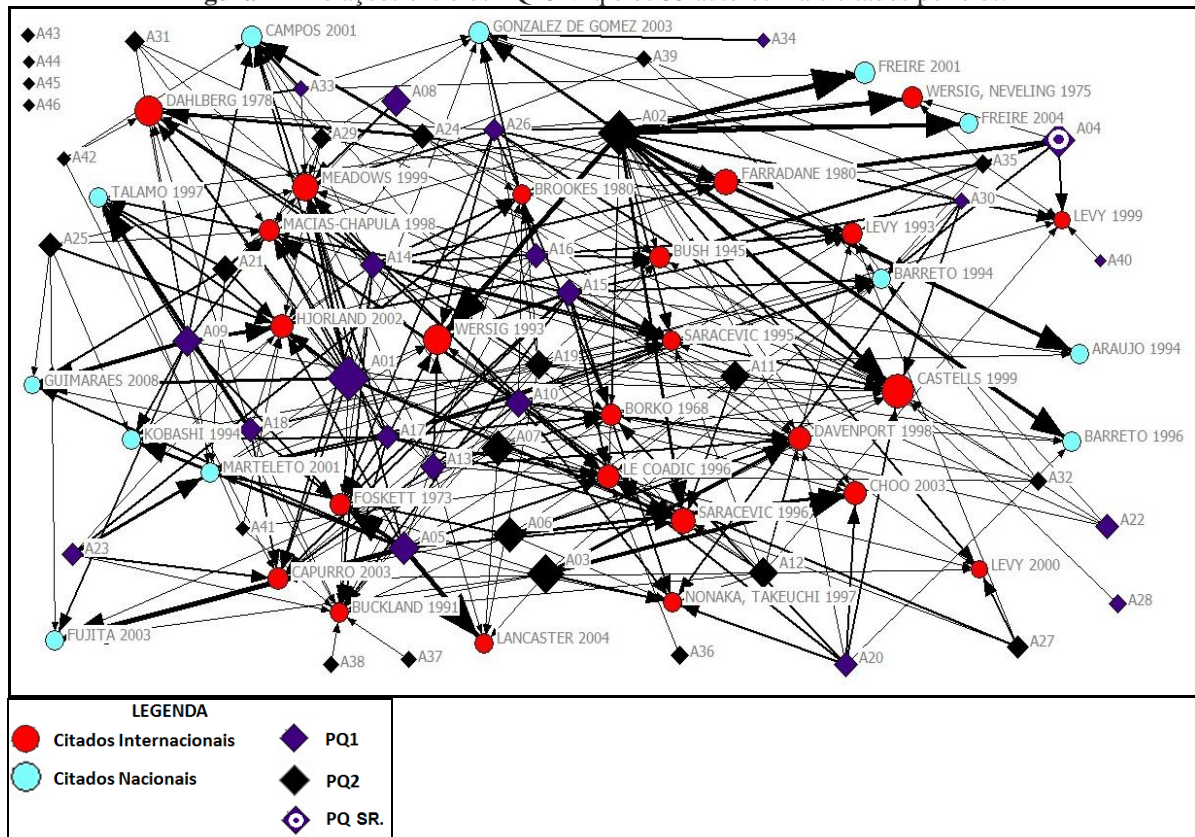 A43
A31
CAMPOS 2001
GONZALEZ DE GOMEZ 2003
A34
A44
A39
A45
A33
FREIRE 2001
A46
DAHLBERG 1978
A08
WERSIG, NEVELING 1975
A29
A24
A26
A02
FREIRE 2004
A04
A42
A35
MEADOWS 1999
BROOKES 1980
FARRADANE 1980
TALAMO 1997
A30
MACIAS-CHAPULA 1998
LEVY 1993
LEVY 1999
A25
A21
A14
A16
BUSH 1945
A40
A15
BARRETO 1994
HJORLAND 2002
A09
WERSIG 1993
SARACEVIC 1995
ARAUJO 1994
A01
A19
A11
GUIMARAES 2008
CASTELLS 1999
A10
BORKO 1968
A18
A17
KOBASHI 1994
A07
DAVENPORT 1998
BARRETO 1996
MARTELETO 2001
A13
LE COADIC 1996
A32
FOSKETT 1973
CHOO 2003
A41
A06
SARACEVIC 1996
A22
A23
A05
CAPURRO 2003
A03
A12
LEVY 2000
BUCKLAND 1991
NONAKA, TAKEUCHI 1997
A28
FUJITA 2003
LANCASTER 2004
A38
A37
A36
A20
A27
LEGENDA
Citados Internacionais
PQ1
Citados Nacionais
PQ2
PQ SR.